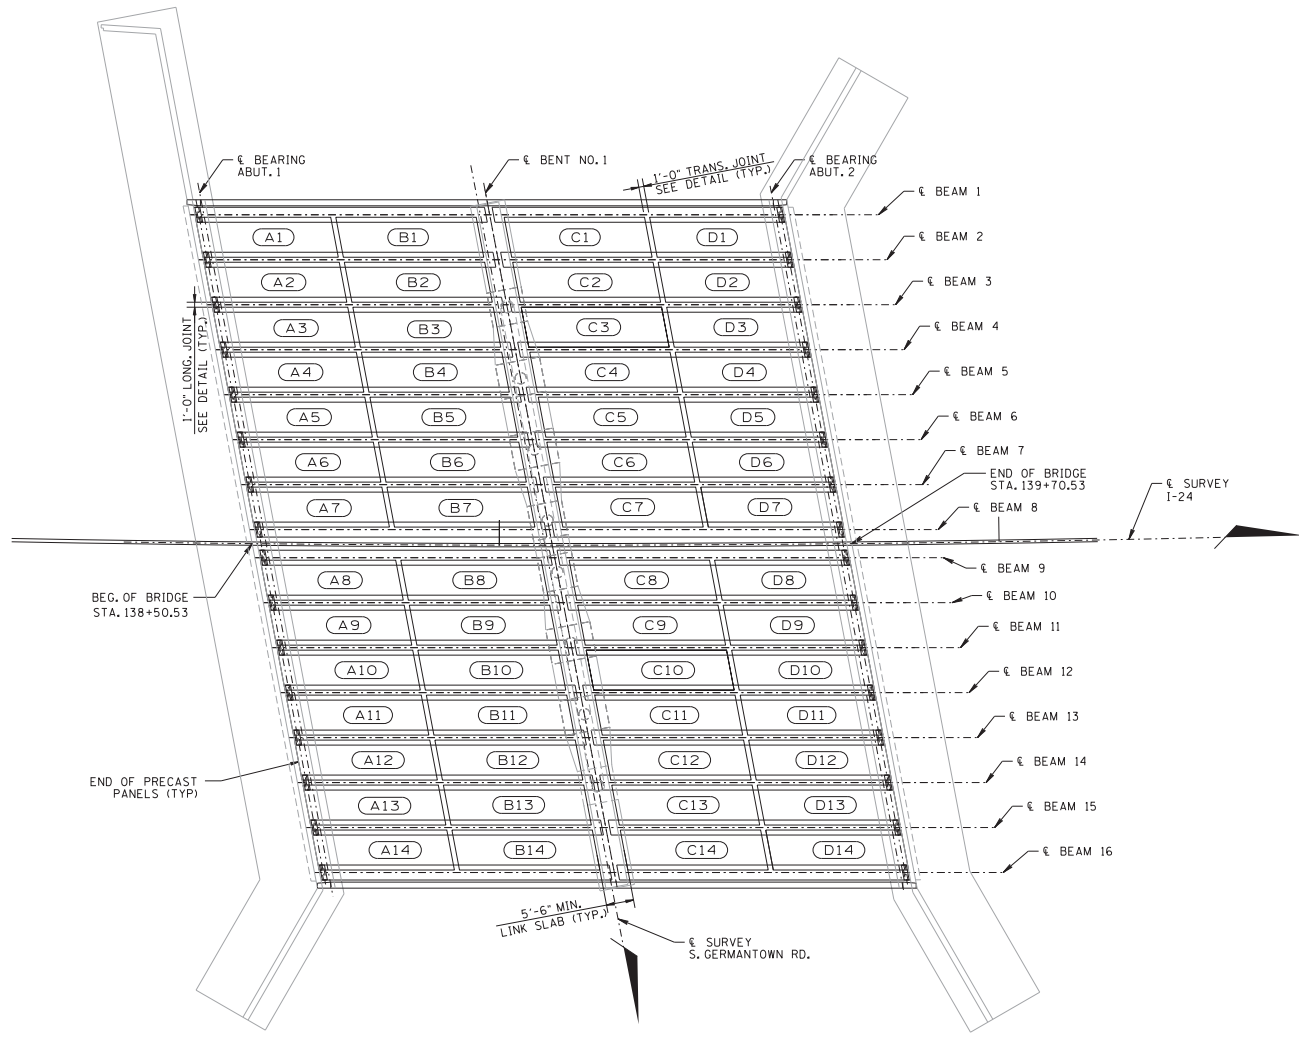 ℄ BEARING
ABUT. 1
℄ BENT NO. 1
1'-0" TRANS. JOINT
SEE DETAIL (TYP.)
℄ BEARING
ABUT. 2
℄ BEAM 1
A1 B1 C1 D1
℄ BEAM 2
A2 B2 C2 D2
℄ BEAM 3
1'-0" LONG. JOINT
SEE DETAIL (TYP.)
A3 B3 C3 D3
℄ BEAM 4
A4 B4 C4 D4
℄ BEAM 5
A5 B5 C5 D5
℄ BEAM 6
A6 B6 C6 D6
℄ BEAM 7
END OF BRIDGE
STA. 139+70.53
℄ SURVEY
I-24
A7 B7 C7 D7
℄ BEAM 8
℄ BEAM 9
A8 B8 C8 D8
BEG. OF BRIDGE
STA. 138+50.53
℄ BEAM 10
A9 B9 C9 D9
℄ BEAM 11
A10 B10 C10 D10
℄ BEAM 12
A11 B11 C11 D11
℄ BEAM 13
A12 B12 C12 D12
℄ BEAM 14
END OF PRECAST
PANELS (TYP)
A13 B13 C13 D13
℄ BEAM 15
A14 B14 C14 D14
℄ BEAM 16
5'-6" MIN.
LINK SLAB (TYP.)
℄ SURVEY
S. GERMANTOWN RD.